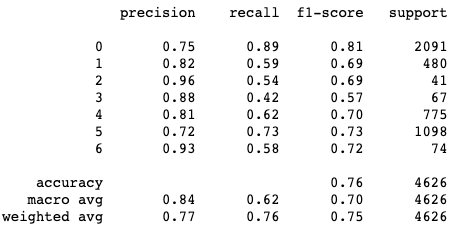 precision recall f1-score support
0 0.75 0.89 0.81 2091
1 0.82 0.59 0.69 480
2 0.96 0.54 0.69 41
3 0.88 0.42 0.57 67
4 0.81 0.62 0.70 775
5 0.72 0.73 0.73 1098
6 0.93 0.58 0.72 74
accuracy 0.76 4626
macro avg 0.84 0.62 0.70 4626
weighted avg 0.77 0.76 0.75 4626